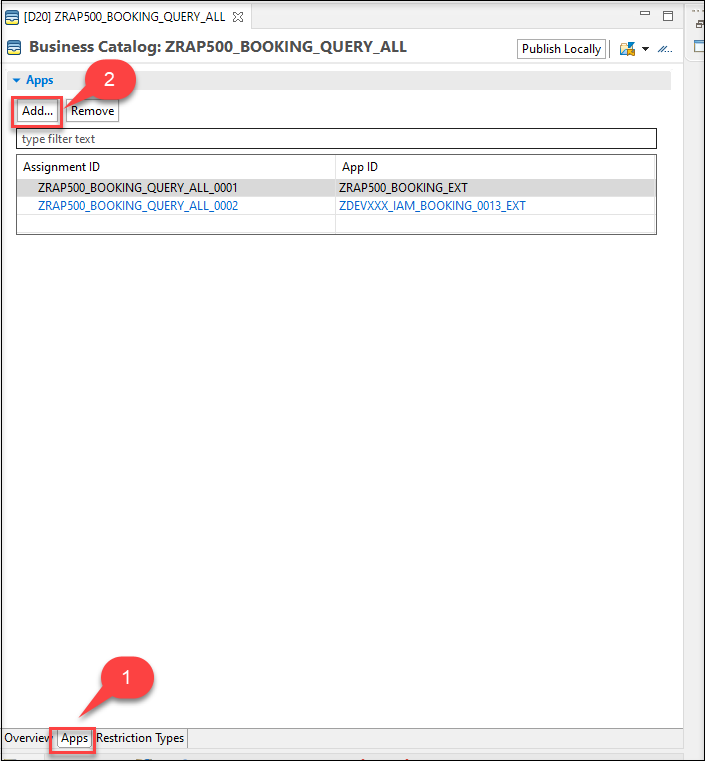 [D20] ZRAP500_BOOKING_QUERY_ALL
Business Catalog: ZRAP500_BOOKING_QUERY_ALL
Publish Locally
Apps
2
Add...
Remove
type filter text
Assignment ID App ID
ZRAP500_BOOKING_QUERY_ALL_0001 ZRAP500_BOOKING_EXT
ZRAP500_BOOKING_QUERY_ALL_0002 ZDEVXXX_IAM_BOOKING_0013_EXT
1
Overview Apps Restriction Types